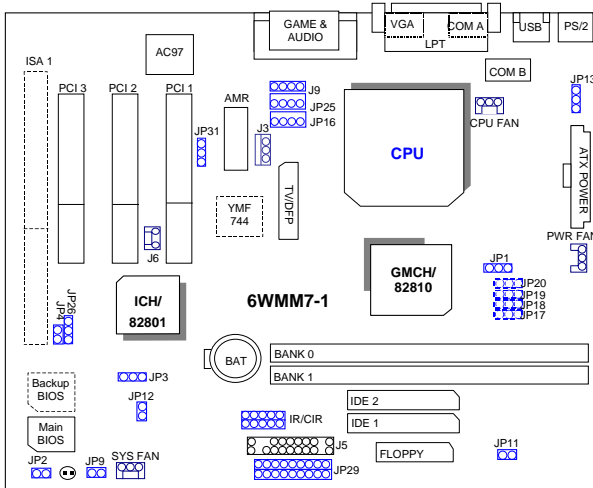 GAME &
AUDIO
VGA
COM A
LPT
USB
PS/2
AC97
ISA 1
PCI 3
PCI 2
PCI 1
AMR
J9
JP25
JP16
J3
JP31
COM B
CPU FAN
JP13
CPU
ATX POWER
TV/DFP
YMF
744
J6
PWR FAN
JP1
GMCH/
82810
JP20
JP19
JP18
JP17
ICH/
82801
6WMM7-1
JP26
JP4
BAT
BANK 0
BANK 1
JP3
JP12
Backup
BIOS
Main
BIOS
IDE 2
IDE 1
IR/CIR
J5
FLOPPY
JP11
JP2
JP9
SYS FAN
JP29